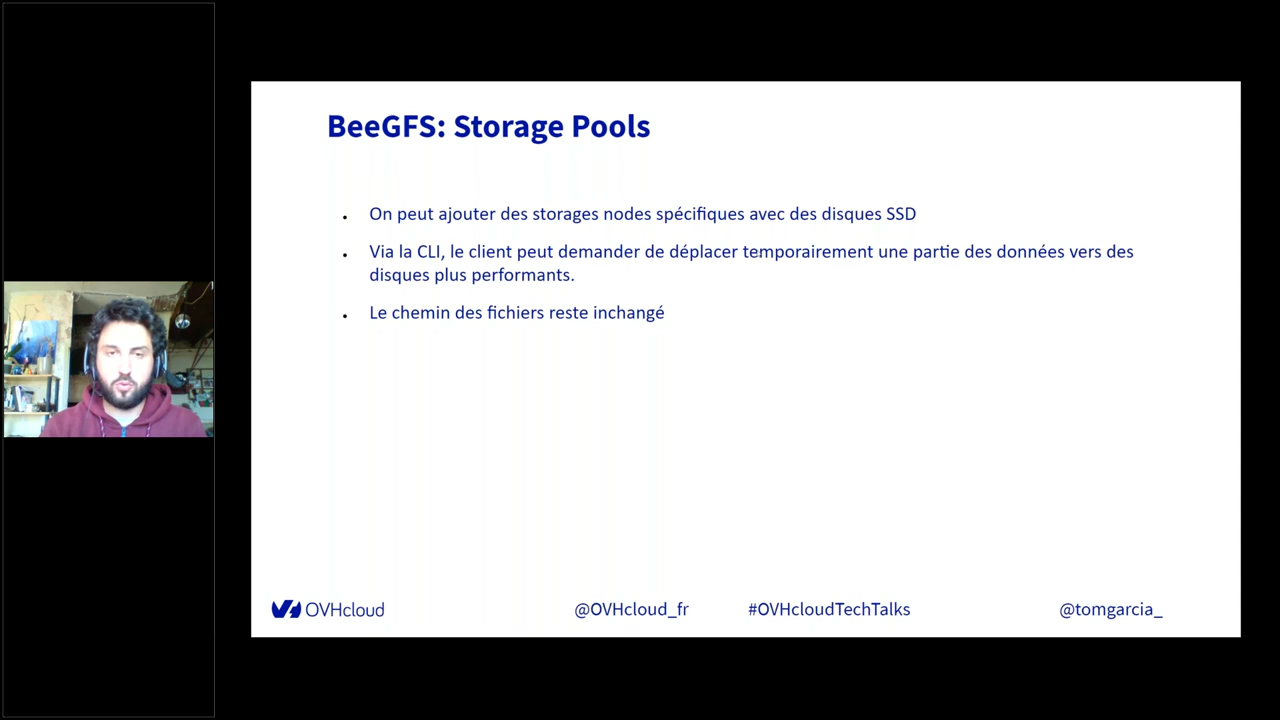 BeeGFS: Storage Pools
On peut ajouter des storages nodes spécifiques avec des disques SSD
Via la CLI, le client peut demander de déplacer temporairement une partie des données vers des
disques plus performants.
Le chemin des fichiers reste inchangé
OVHcloud @OVHcloud_fr #OVHcloudTechTalks @tomgarcia_